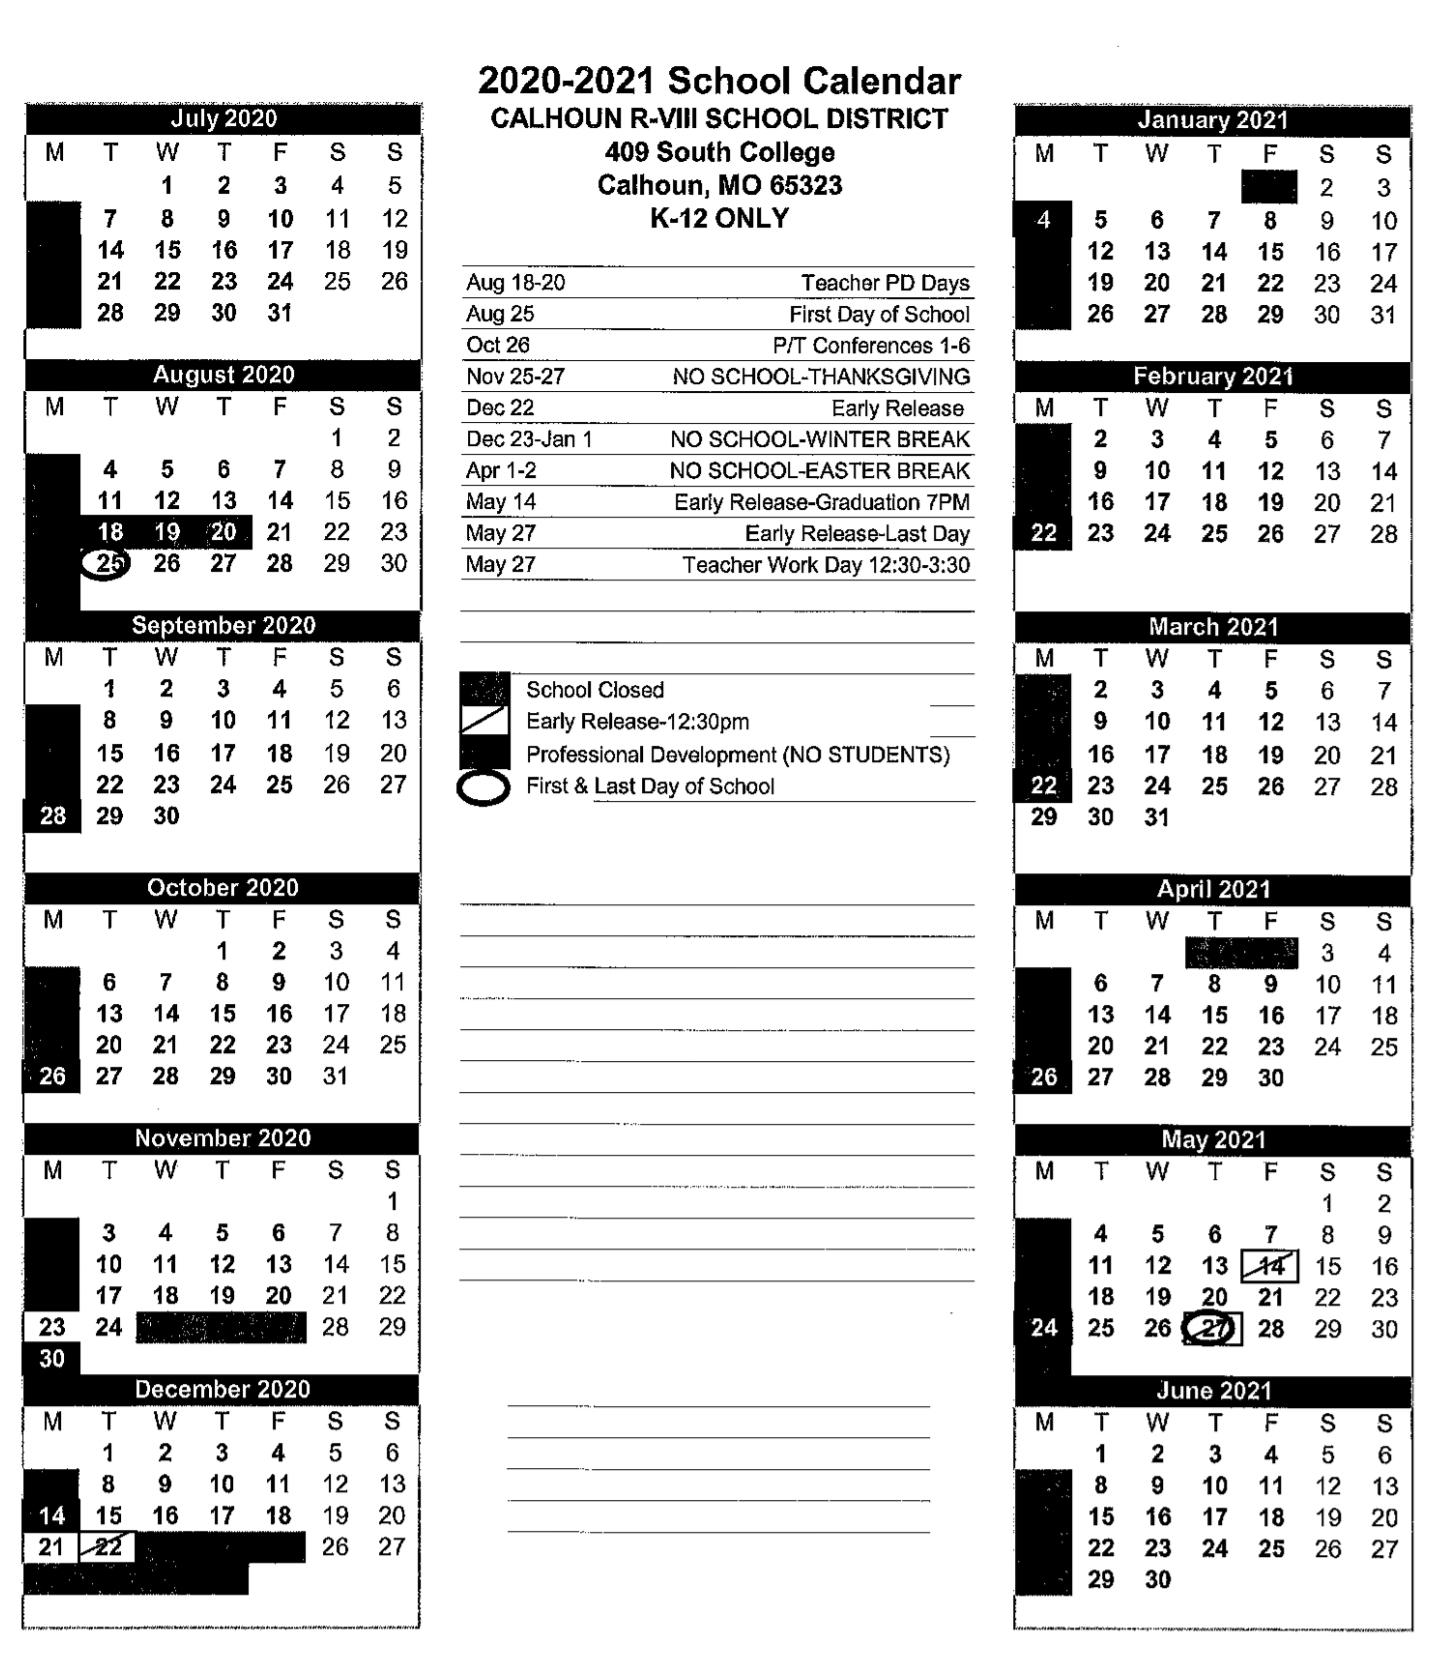 2020-2021 School Calendar
CALHOUN R-VIII SCHOOL DISTRICT
409 South College
Calhoun, MO 65323
K-12 ONLY
July 2020
M T W T F S S
1 2 3 4 5
7 8 9 10 11 12
14 15 16 17 18 19
21 22 23 24 25 26
28 29 30 31
August 2020
M T W T F S S
1 2
4 5 6 7 8 9
11 12 13 14 15 16
18 19 20 21 22 23
25 26 27 28 29 30
September 2020
M T W T F S S
1 2 3 4 5 6
8 9 10 11 12 13
15 16 17 18 19 20
22 23 24 25 26 27
28 29 30
October 2020
M T W T F S S
1 2 3 4
6 7 8 9 10 11
13 14 15 16 17 18
20 21 22 23 24 25
26 27 28 29 30 31
November 2020
M T W T F S S
1
3 4 5 6 7 8
10 11 12 13 14 15
17 18 19 20 21 22
23 24 28 29
30
December 2020
M T W T F S S
1 2 3 4 5 6
8 9 10 11 12 13
14 15 16 17 18 19 20
21 22 26 27
Aug 18-20 Teacher PD Days
Aug 25 First Day of School
Oct 26 P/T Conferences 1-6
Nov 25-27 NO SCHOOL-THANKSGIVING
Dec 22 Early Release
Dec 23-Jan 1 NO SCHOOL-WINTER BREAK
Apr 1-2 NO SCHOOL-EASTER BREAK
May 14 Early Release-Graduation 7PM
May 27 Early Release-Last Day
May 27 Teacher Work Day 12:30-3:30
School Closed
Early Release-12:30pm
Professional Development (NO STUDENTS)
First & Last Day of School
January 2021
M T W T F S S
2 3
4 5 6 7 8 9 10
12 13 14 15 16 17
19 20 21 22 23 24
26 27 28 29 30 31
February 2021
M T W T F S S
2 3 4 5 6 7
9 10 11 12 13 14
16 17 18 19 20 21
22 23 24 25 26 27 28
March 2021
M T W T F S S
2 3 4 5 6 7
9 10 11 12 13 14
16 17 18 19 20 21
22 23 24 25 26 27 28
29 30 31
April 2021
M T W T F S S
3 4
6 7 8 9 10 11
13 14 15 16 17 18
20 21 22 23 24 25
26 27 28 29 30
May 2021
M T W T F S S
1 2
4 5 6 7 8 9
11 12 13 14 15 16
18 19 20 21 22 23
24 25 26 27 28 29 30
June 2021
M T W T F S S
1 2 3 4 5 6
8 9 10 11 12 13
15 16 17 18 19 20
22 23 24 25 26 27
29 30